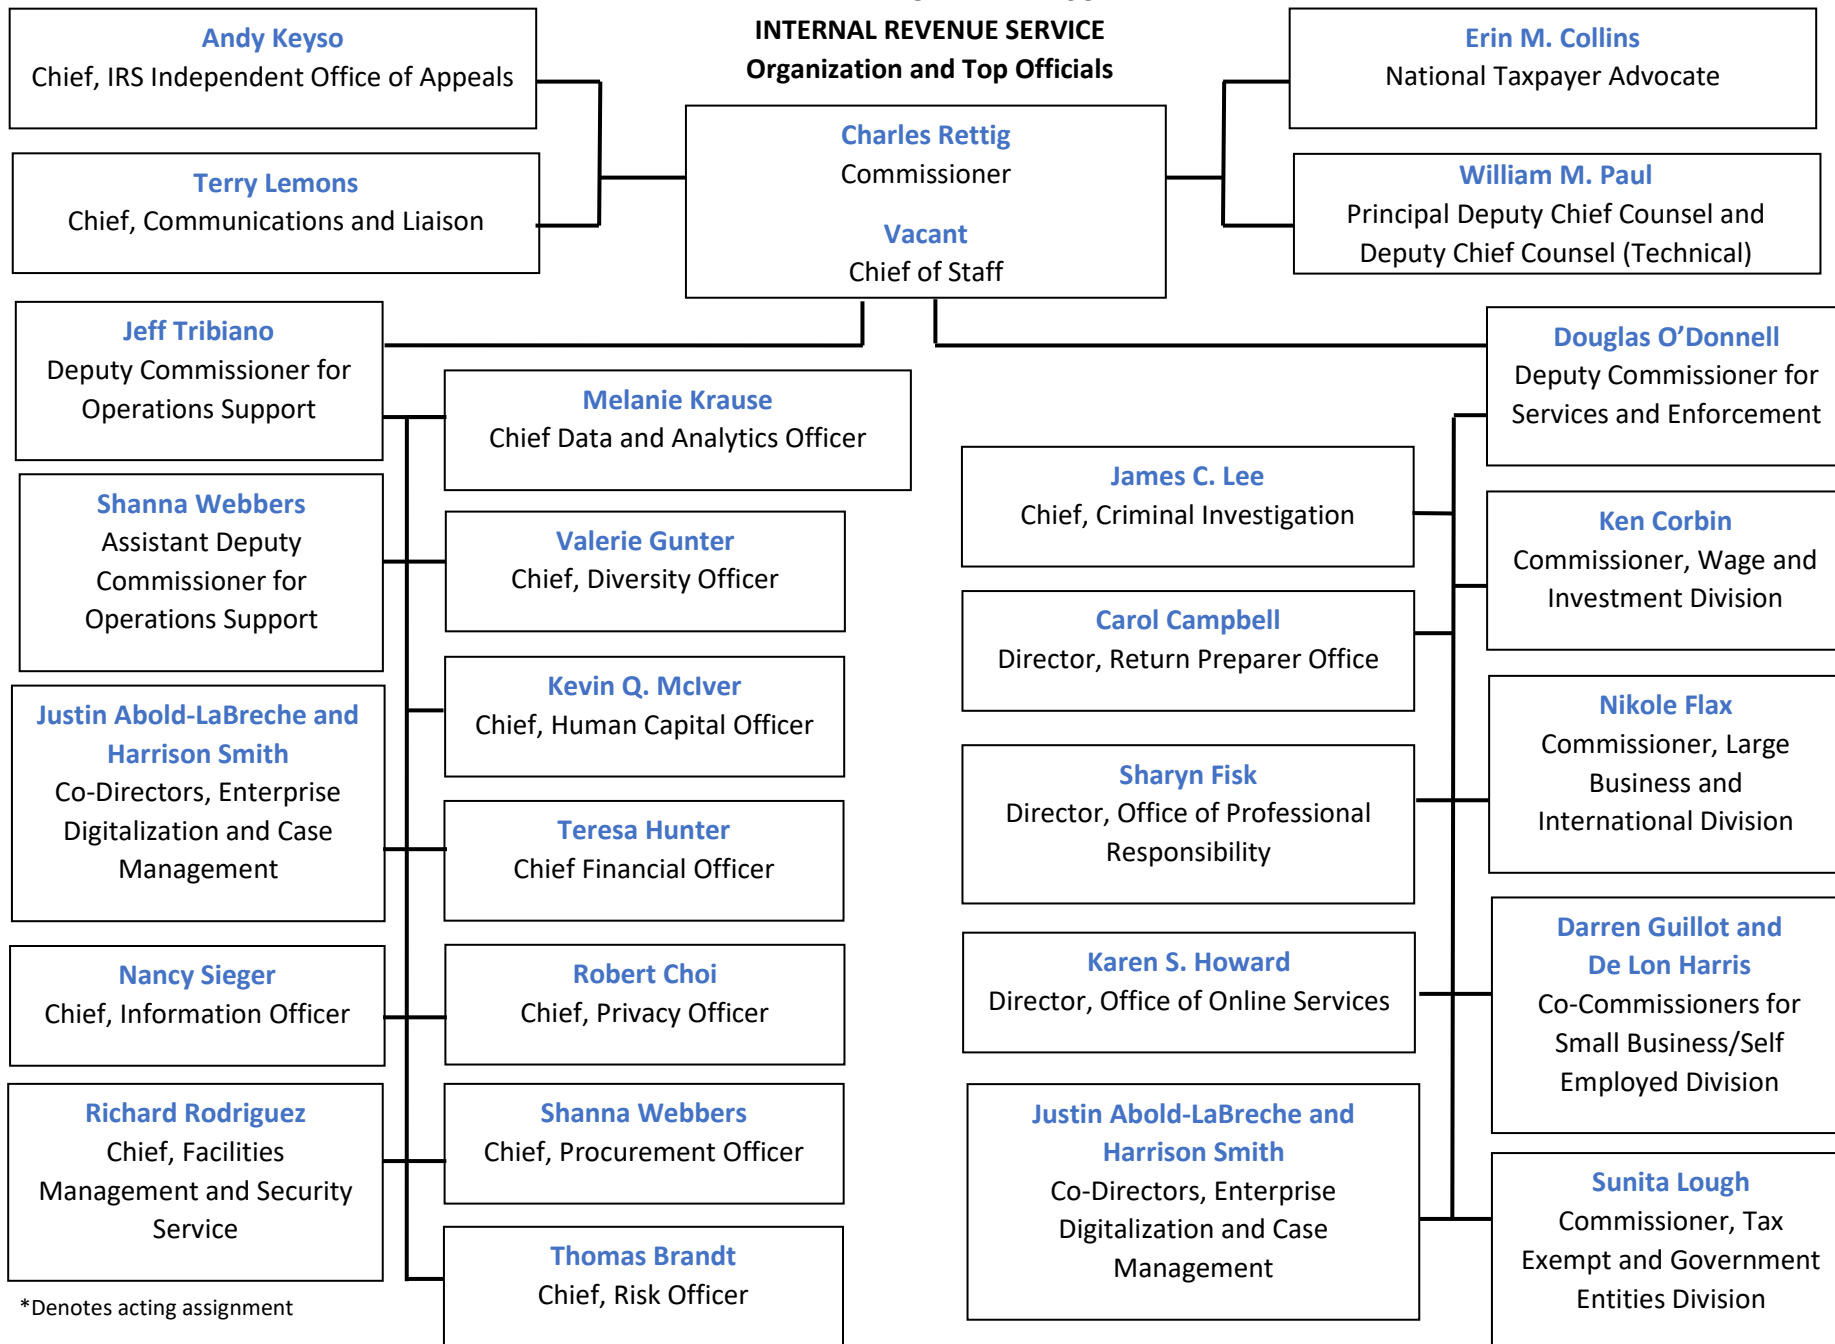 INTERNAL REVENUE SERVICE
Organization and Top Officials
Andy Keyso
Chief, IRS Independent Office of Appeals
Terry Lemons
Chief, Communications and Liaison
Charles Rettig
Commissioner
Vacant
Chief of Staff
Erin M. Collins
National Taxpayer Advocate
William M. Paul
Principal Deputy Chief Counsel and
Deputy Chief Counsel (Technical)
Jeff Tribiano
Deputy Commissioner for
Operations Support
Shanna Webbers
Assistant Deputy
Commissioner for
Operations Support
Justin Abold-LaBreche and
Harrison Smith
Co-Directors, Enterprise
Digitalization and Case
Management
Nancy Sieger
Chief, Information Officer
Richard Rodriguez
Chief, Facilities
Management and Security
Service
Melanie Krause
Chief Data and Analytics Officer
Valerie Gunter
Chief, Diversity Officer
Kevin Q. McIver
Chief, Human Capital Officer
Teresa Hunter
Chief Financial Officer
Robert Choi
Chief, Privacy Officer
Shanna Webbers
Chief, Procurement Officer
Thomas Brandt
Chief, Risk Officer
James C. Lee
Chief, Criminal Investigation
Carol Campbell
Director, Return Preparer Office
Sharyn Fisk
Director, Office of Professional
Responsibility
Karen S. Howard
Director, Office of Online Services
Justin Abold-LaBreche and
Harrison Smith
Co-Directors, Enterprise
Digitalization and Case
Management
Douglas O’Donnell
Deputy Commissioner for
Services and Enforcement
Ken Corbin
Commissioner, Wage and
Investment Division
Nikole Flax
Commissioner, Large
Business and
International Division
Darren Guillot and
De Lon Harris
Co-Commissioners for
Small Business/Self
Employed Division
Sunita Lough
Commissioner, Tax
Exempt and Government
Entities Division
*Denotes acting assignment